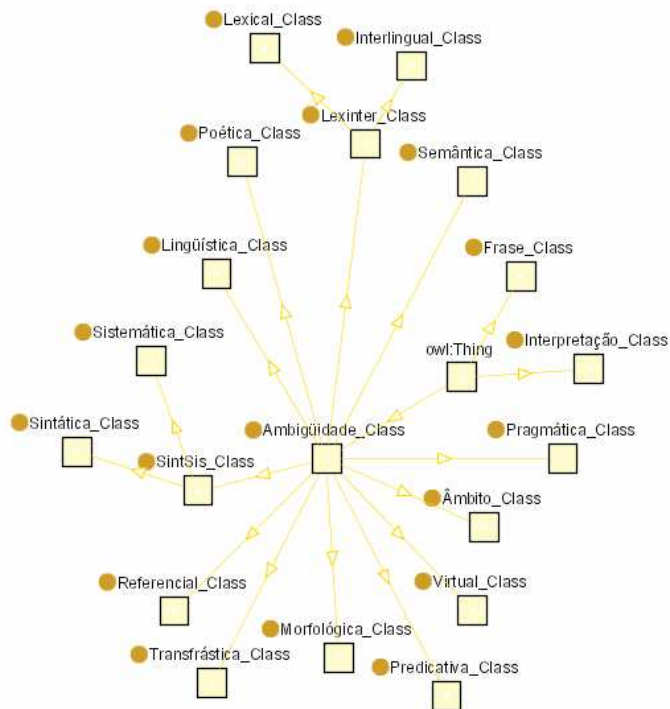 Lexical_Class
Interlingual_Class
Lexinter_Class
Poética_Class
Semântica_Class
Lingüística_Class
Frase_Class
Sistemática_Class
Interpretação_Class
owl:Thing
Sintática_Class
Ambigüidade_Class
Pragmática_Class
SintSis_Class
Âmbito_Class
Referencial_Class
Virtual_Class
Morfológica_Class
Transfrástica_Class
Predicativa_Class